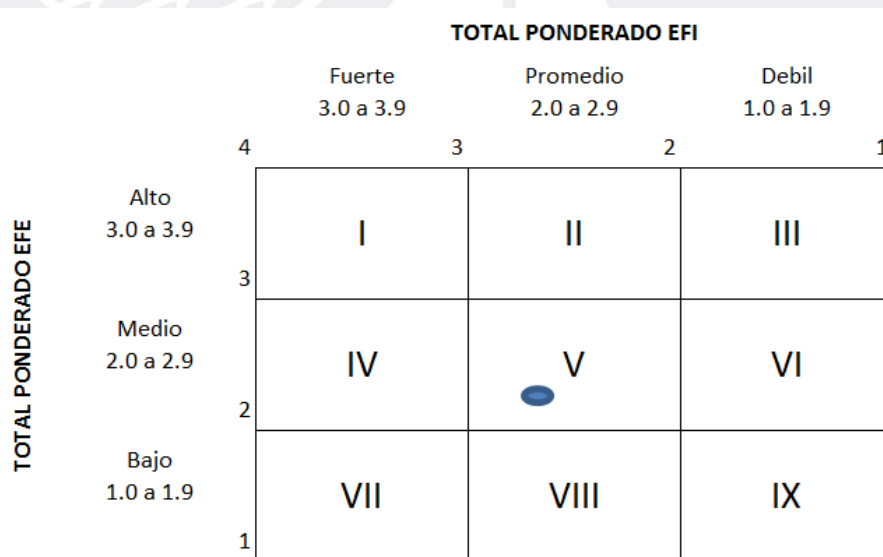 TOTAL PONDERADO EFI
Fuerte Promedio Debil
3.0 a 3.9 2.0 a 2.9 1.0 a 1.9
4 3 2 1
Alto
3.0 a 3.9
I II III
3
TOTAL PONDERADO EFE
Medio
2.0 a 2.9
IV V VI
2
Bajo
1.0 a 1.9
VII VIII IX
1